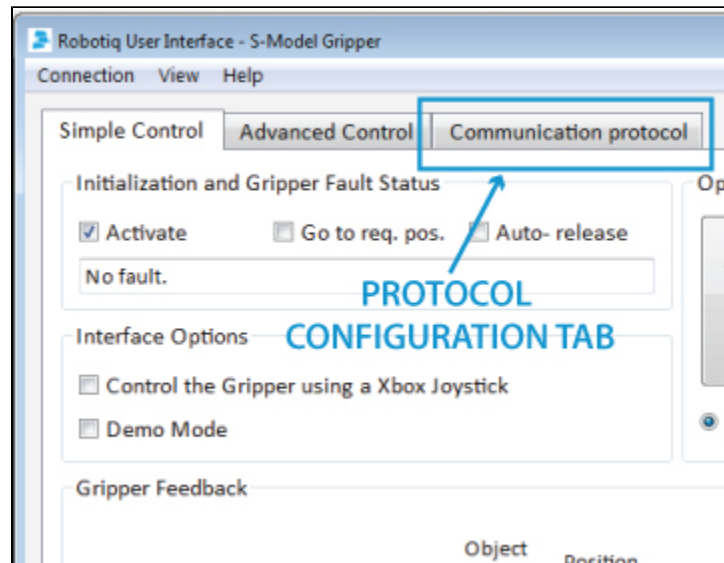 Robotiq User Interface - S-Model Gripper
Connection View Help
Simple Control Advanced Control Communication protocol
Initialization and Gripper Fault Status
Activate Go to req. pos. Auto- release
No fault.
PROTOCOL
CONFIGURATION TAB
Interface Options
Control the Gripper using a Xbox Joystick
Demo Mode
Gripper Feedback
Object
Position